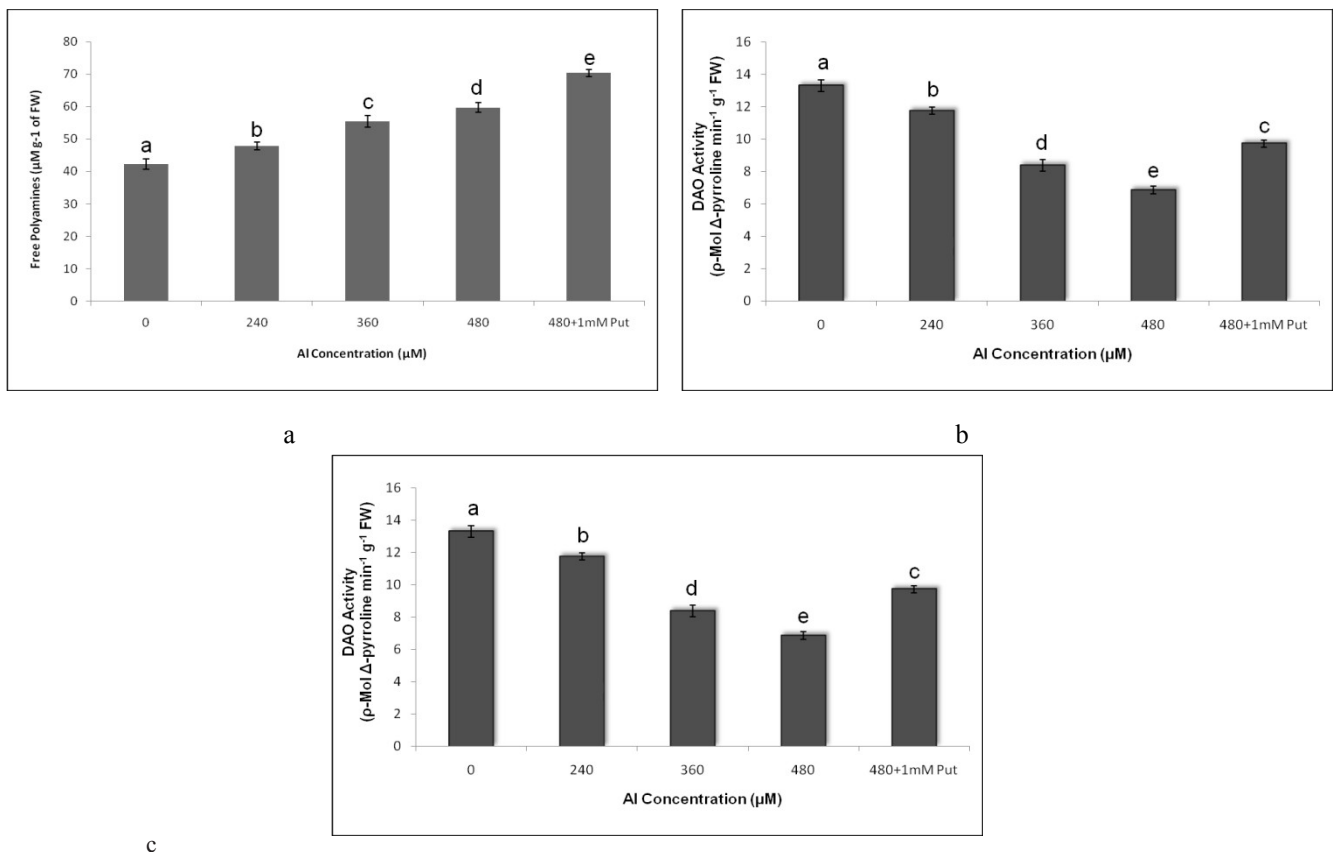 80
70
60
50
40
30
20
10
0
Free Polyamines (µM g-1 of FW)
a
b
c
d
e
0 240 360 480 480+1mM Put
Al Concentration (µM)
a
16
14
12
10
8
6
4
2
0
DAO Activity
(ρ-Mol Δ-pyrroline min⁻¹ g⁻¹ FW)
a
b
d
e
c
0 240 360 480 480+1mM Put
Al Concentration (µM)
b
16
14
12
10
8
6
4
2
0
DAO Activity
(ρ-Mol Δ-pyrroline min⁻¹ g⁻¹ FW)
a
b
d
e
c
0 240 360 480 480+1mM Put
Al Concentration (µM)
c